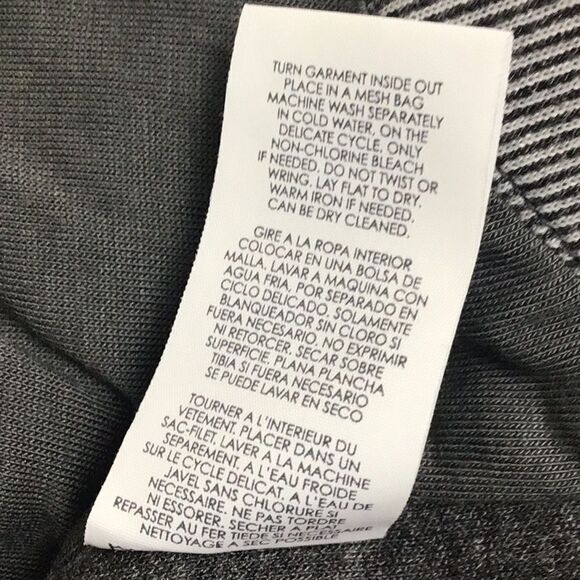 TURN GARMENT INSIDE OUT
PLACE IN A MESH BAG
MACHINE WASH SEPARATELY
IN COLD WATER, ON THE
DELICATE CYCLE, ONLY
NON-CHLORINE BLEACH
IF NEEDED. DO NOT TWIST OR
WRING. LAY FLAT TO DRY.
WARM IRON IF NEEDED.
CAN BE DRY CLEANED.
GIRE A LA ROPA INTERIOR
COLOCAR EN UNA BOLSA DE
MALLA. LAVAR A MAQUINA CON
AGUA FRIA, POR SEPARADO EN
CICLO DELICADO. SOLAMENTE
BLANQUEADOR SIN CLORO SI
FUERA NECESARIO. NO EXPRIMIR
NI RETORCER. SECAR SOBRE
SUPERFICIE, PLANA PLANCHA
TIBIA SI FUERA NECESARIO
SE PUEDE LAVAR EN SECO
TOURNER A L'INTERIEUR DU
VETEMENT. PLACER DANS UN
SAC-FILET. LAVER A LA MACHINE
SEPAREMENT. A L'EAU FROIDE
SUR LE CYCLE DELICAT. A L'EAU DE
JAVEL SANS CHLORURE SI
NECESSAIRE. NE PAS TORDRE
NI ESSORER. SECHER A PLAT
REPASSER AU FER TIEDE SI NECESSAIRE
NETTOYAGE A SEC POSSIBLE